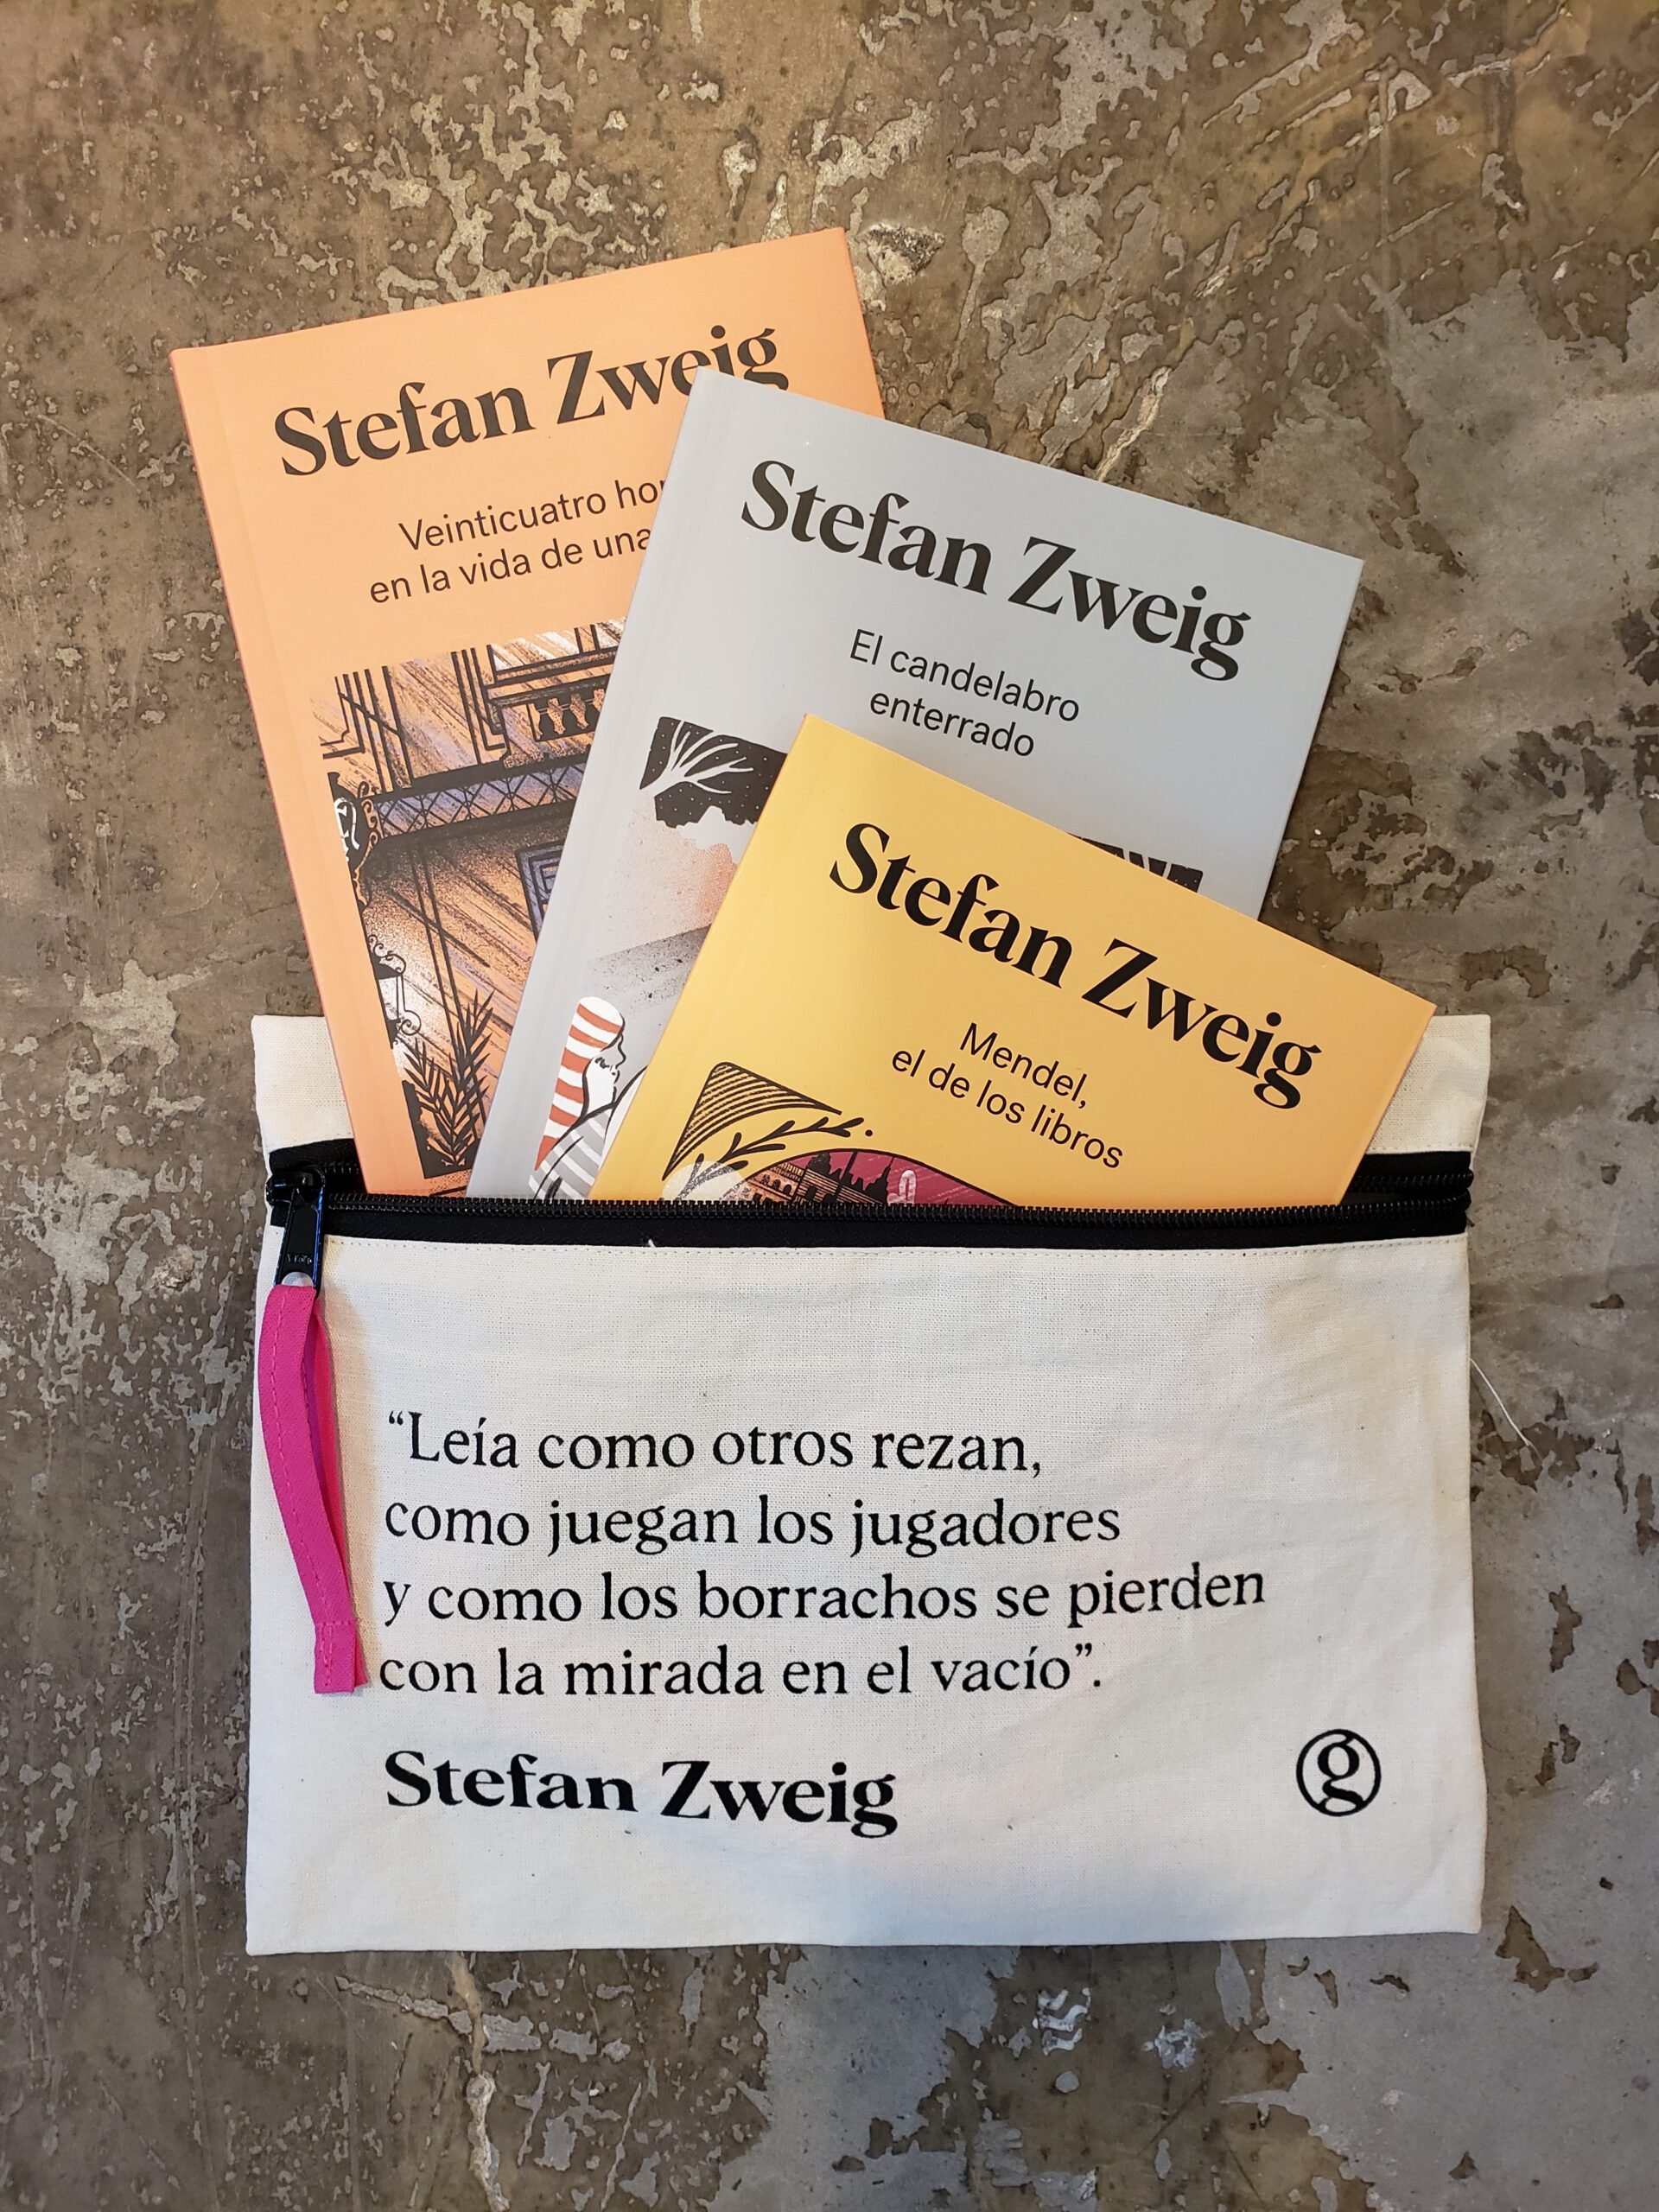 Stefan Zweig
Veinticuatro
en la vida de una
Stefan Zweig
El candelabro
enterrado
Stefan Zweig
Mendel,
el de los libros
“Leía como otros rezan,
como juegan los jugadores
y como los borrachos se pierden
con la mirada en el vacío”.
Stefan Zweig
g